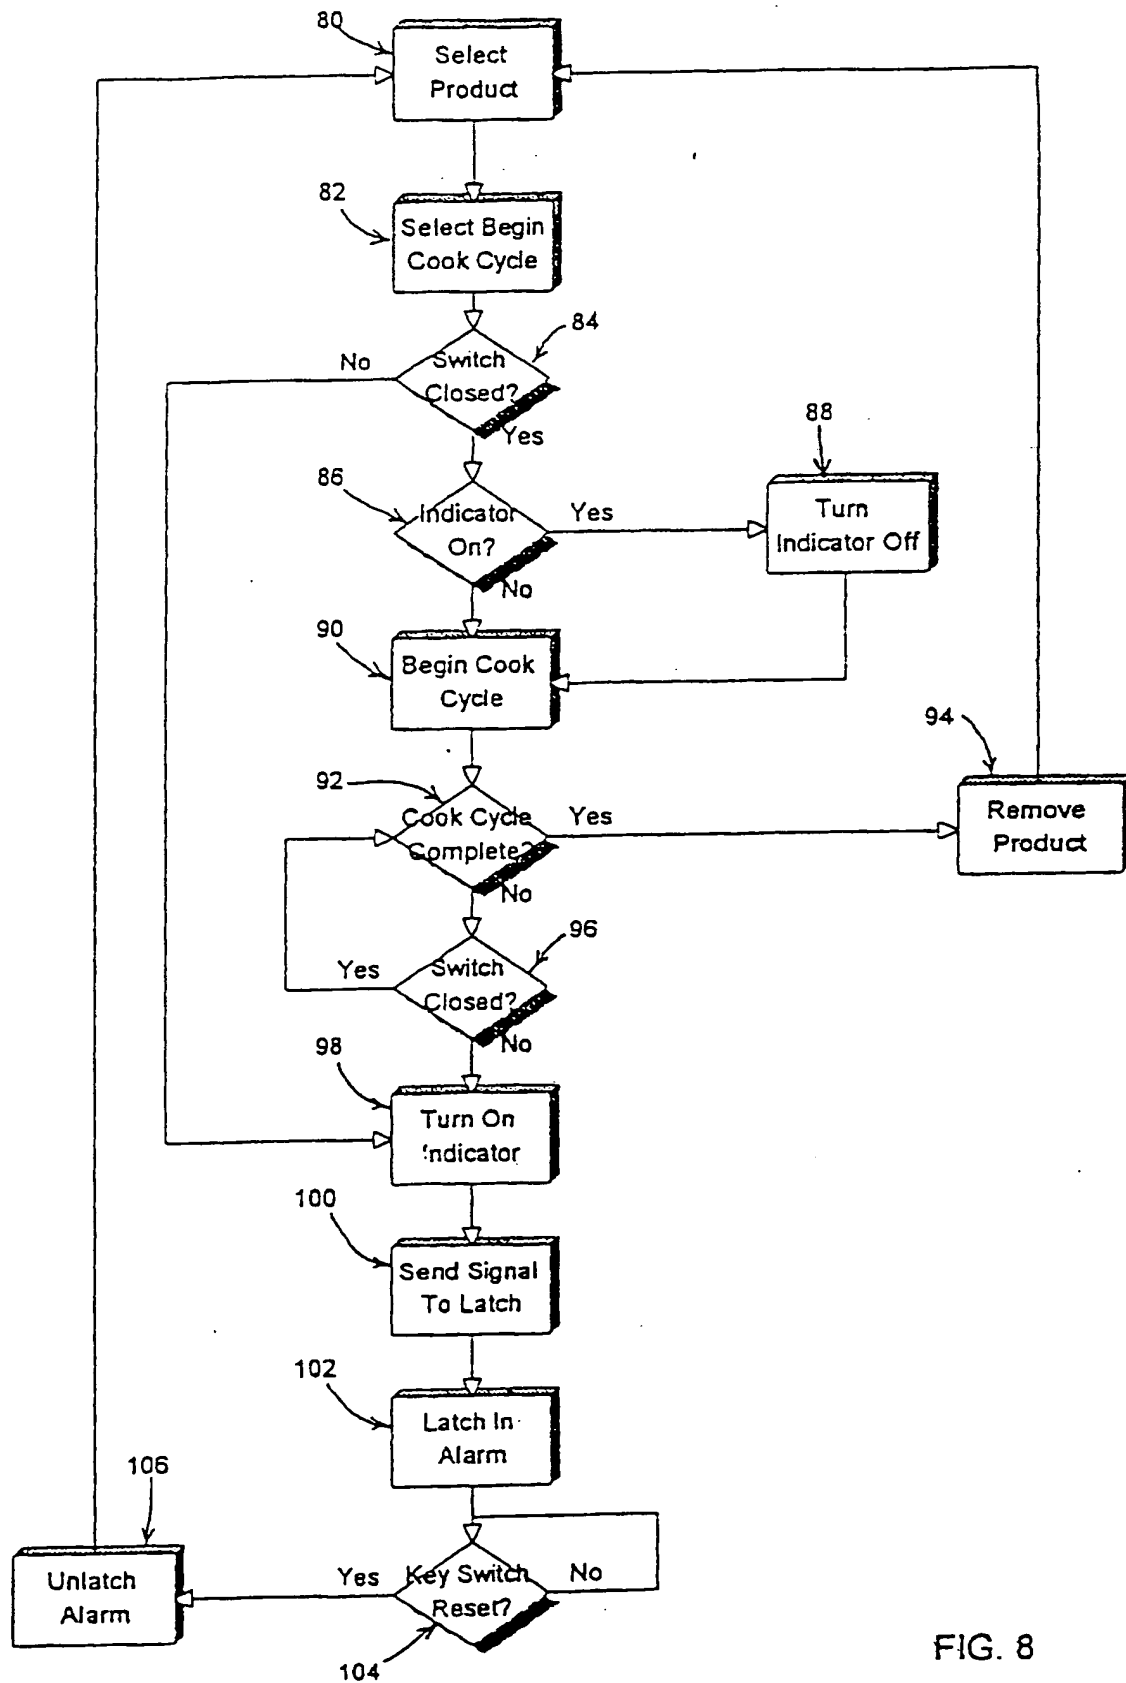 80
Select
Product
82
Select Begin
Cook Cycle
84
Switch
Closed?
No
Yes
86
Indicator
On?
Yes
No
88
Turn
Indicator Off
90
Begin Cook
Cycle
92
Cook Cycle
Complete?
Yes
No
94
Remove
Product
96
Switch
Closed?
Yes
No
98
Turn On
Indicator
100
Send Signal
To Latch
102
Latch In
Alarm
104
Key Switch
Reset?
Yes
No
106
Unlatch
Alarm
FIG. 8